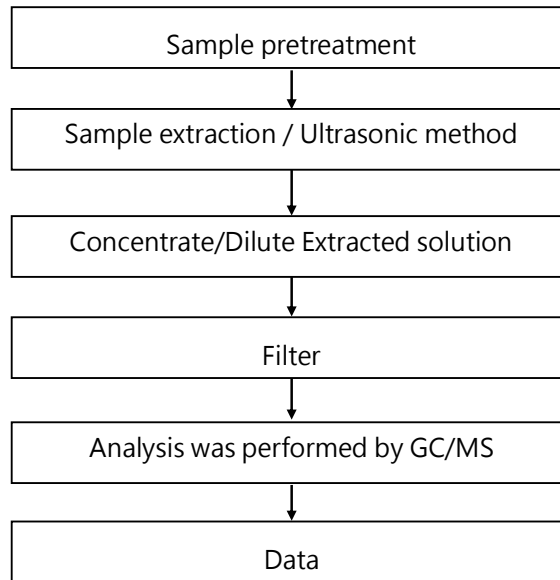 Sample pretreatment
Sample extraction / Ultrasonic method
Concentrate/Dilute Extracted solution
Filter
Analysis was performed by GC/MS
Data